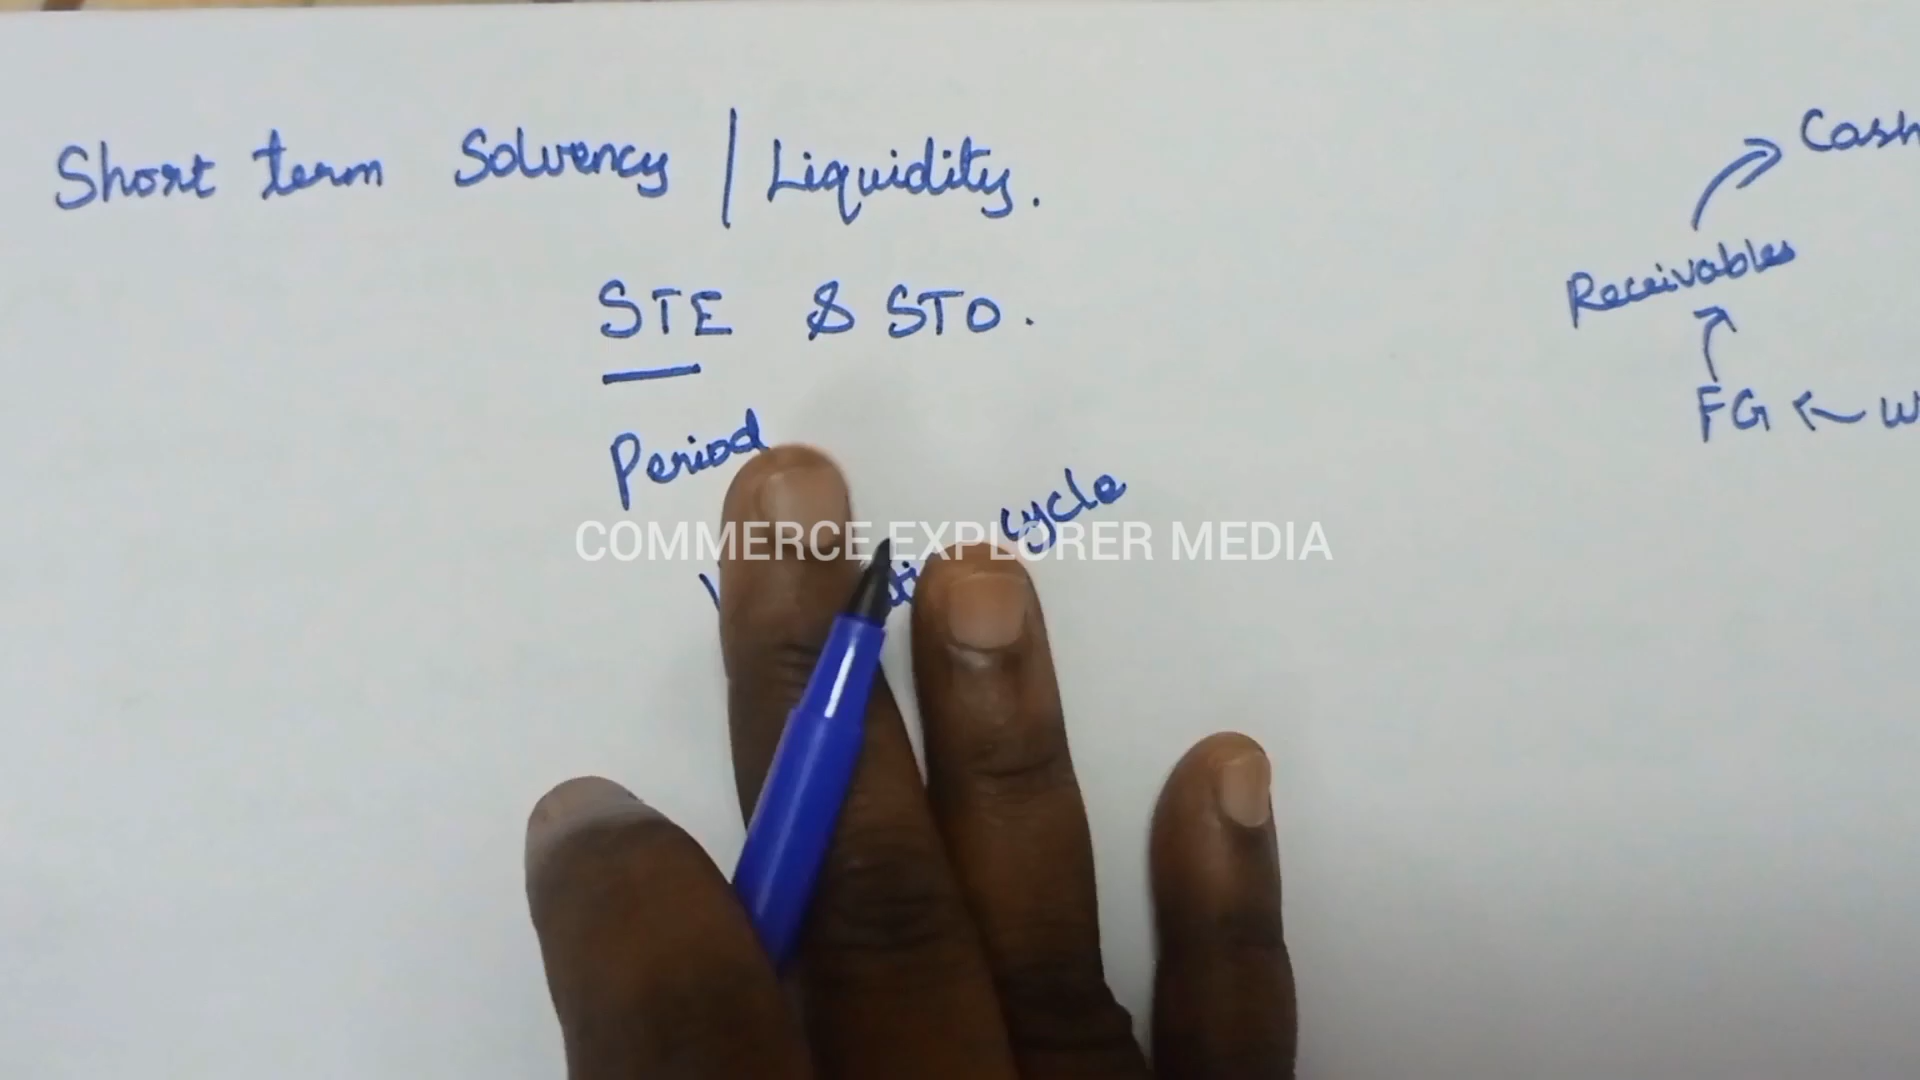 Short term Solvency / Liquidity.
STE & STO.
Period
cycle
Cash
Receivables
FG ←
COMMERCE EXPLORER MEDIA